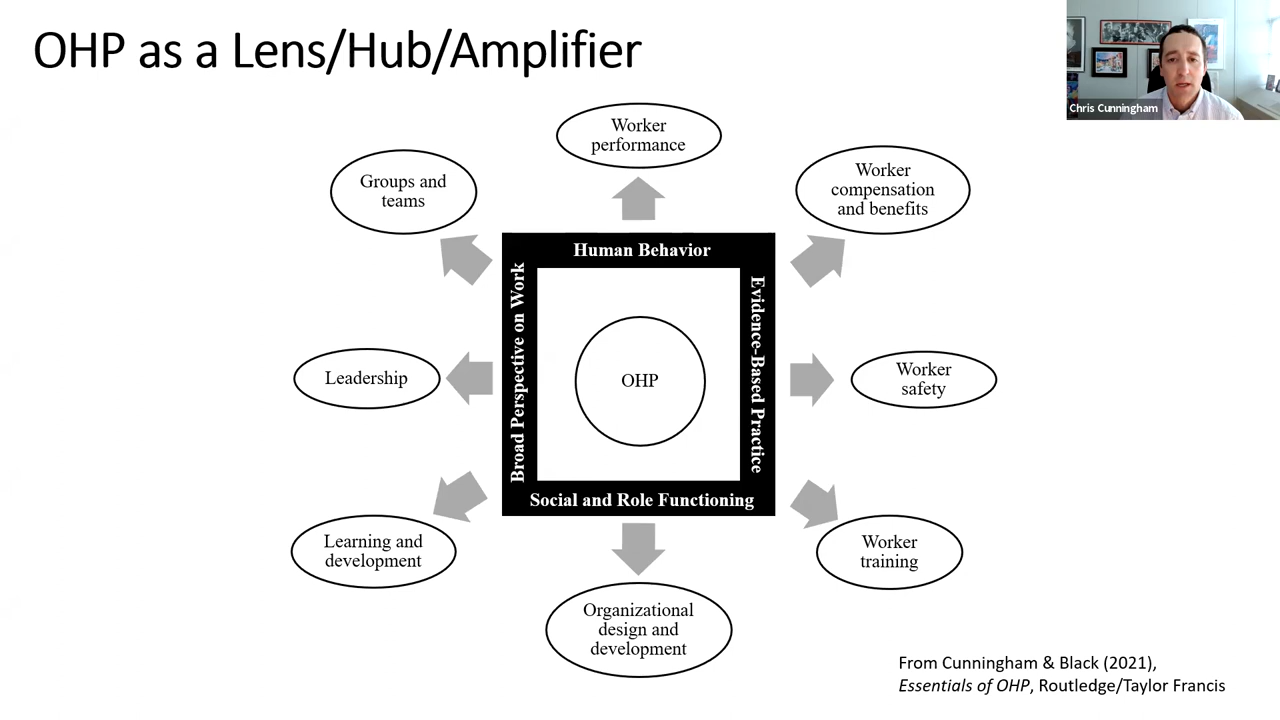 OHP as a Lens/Hub/Amplifier
Chris Cunningham
Worker
performance
Groups and
teams
Worker
compensation
and benefits
Human Behavior
Broad Perspective on Work
Evidence-Based Practice
OHP
Leadership
Worker
safety
Social and Role Functioning
Learning and
development
Worker
training
Organizational
design and
development
From Cunningham & Black (2021),
Essentials of OHP, Routledge/Taylor Francis